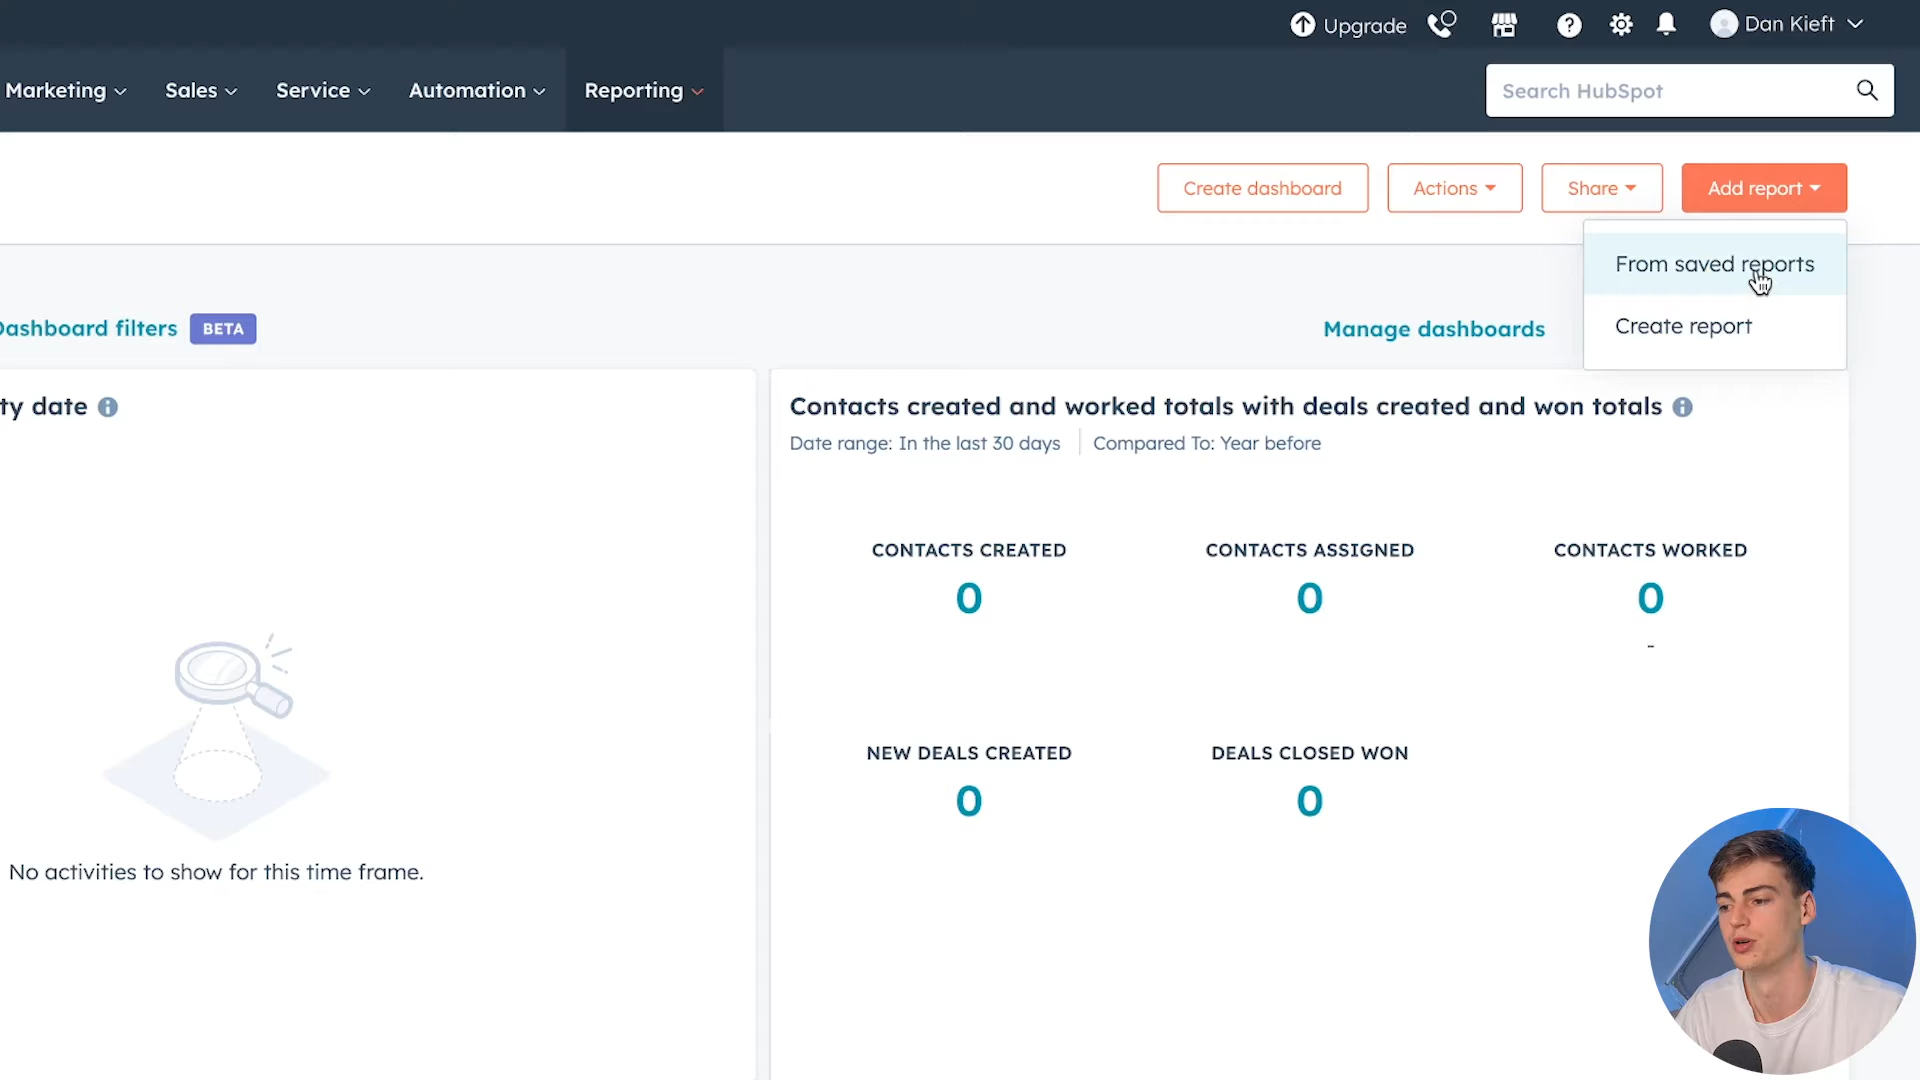 Upgrade
Dan Kieft
Marketing
Sales
Service
Automation
Reporting
Search HubSpot
Create dashboard
Actions
Share
Add report
From saved reports
Create report
Dashboard filters BETA
Manage dashboards
ty date
Contacts created and worked totals with deals created and won totals
Date range: In the last 30 days
Compared To: Year before
CONTACTS CREATED
0
CONTACTS ASSIGNED
0
CONTACTS WORKED
0
-
NEW DEALS CREATED
0
DEALS CLOSED WON
0
No activities to show for this time frame.